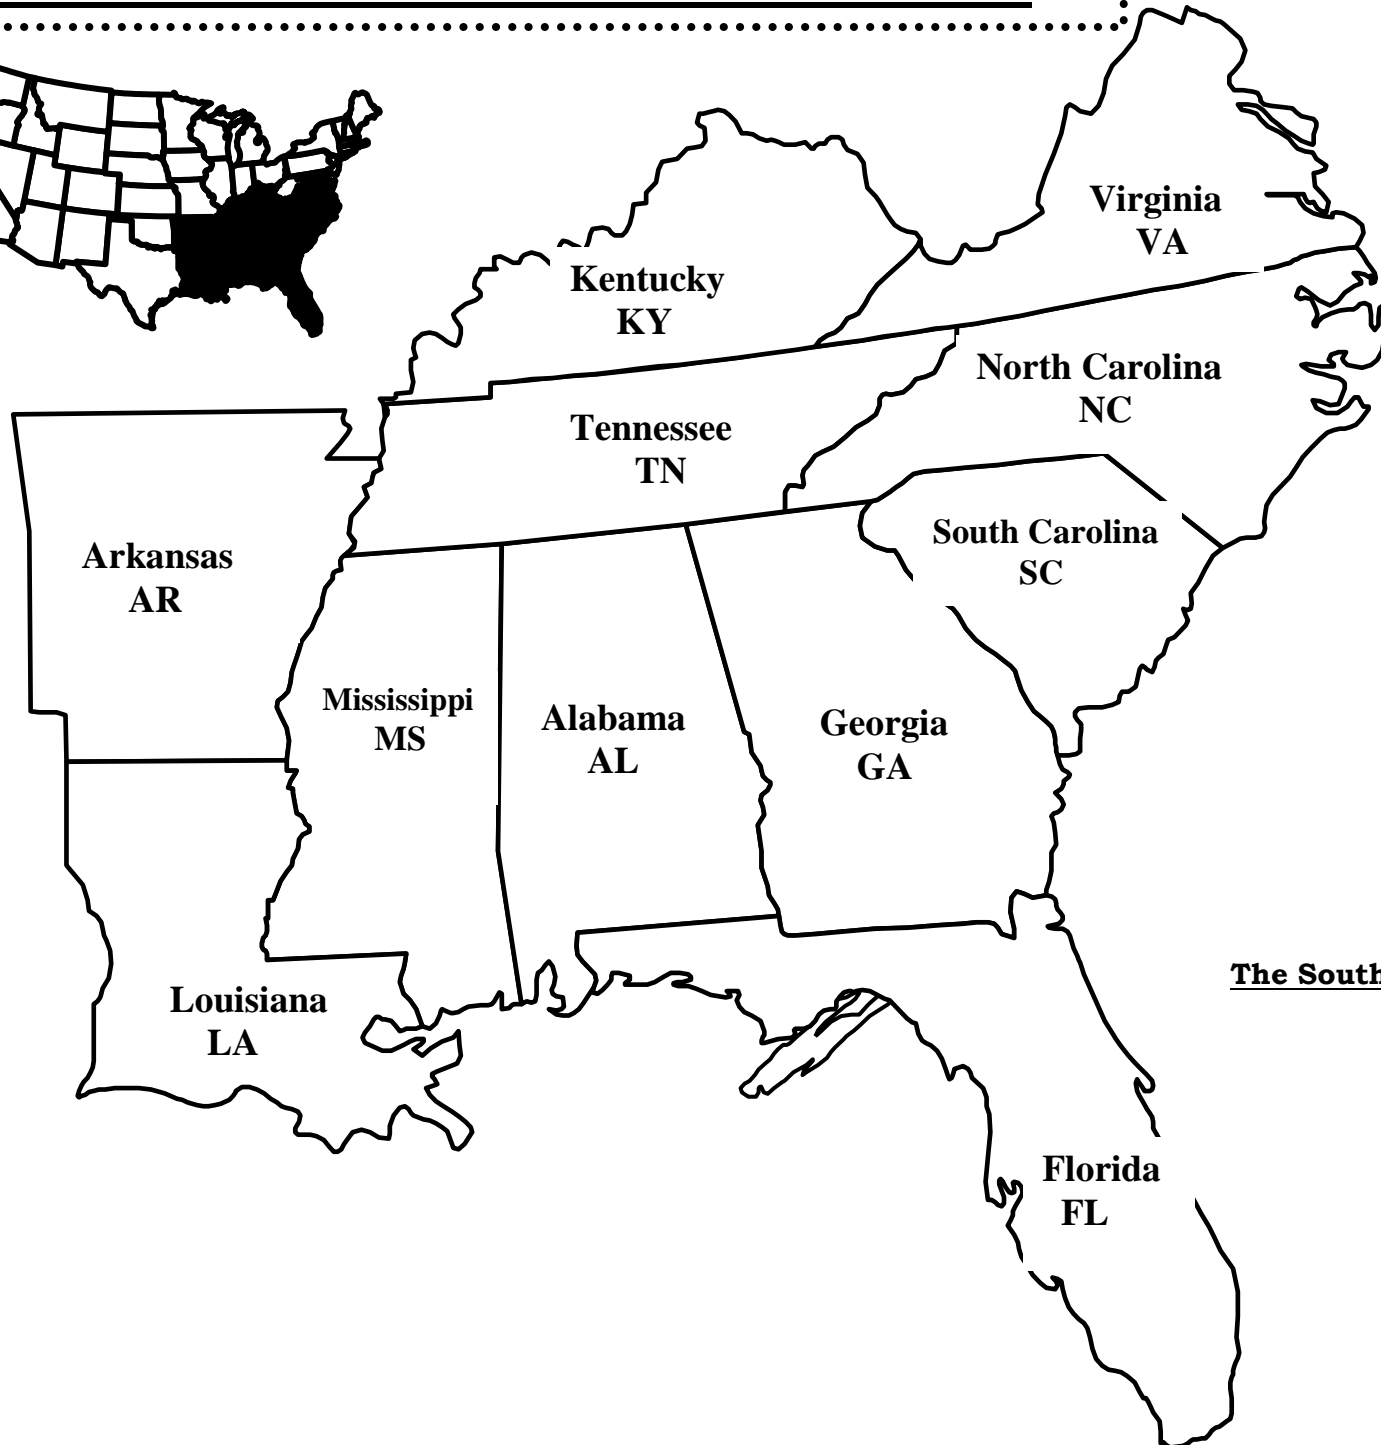 Virginia
VA
Kentucky
KY
North Carolina
NC
Tennessee
TN
South Carolina
SC
Arkansas
AR
Mississippi
MS
Alabama
AL
Georgia
GA
The South
Louisiana
LA
Florida
FL